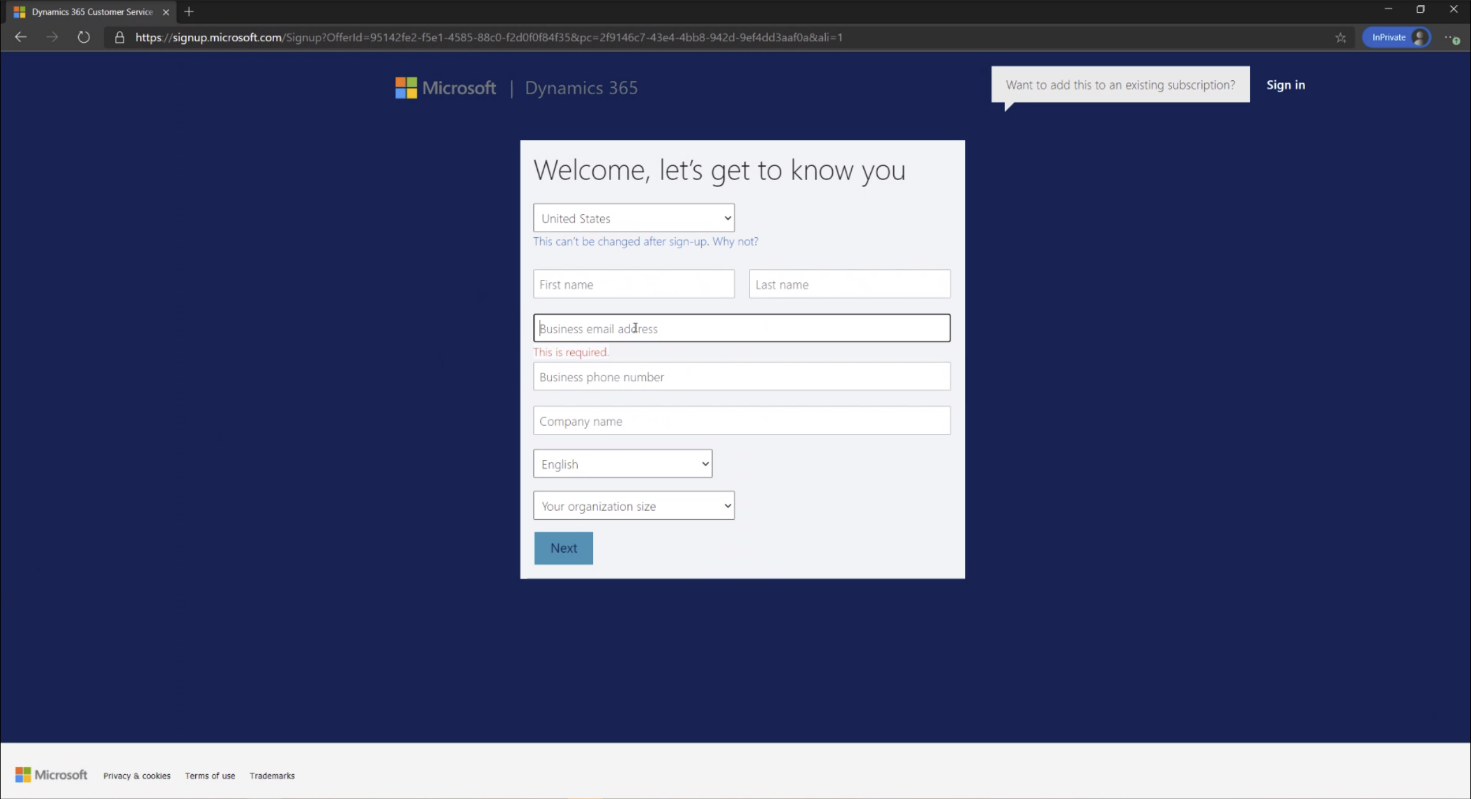 Dynamics 365 Customer Service
https://signup.microsoft.com/Signup?OfferId=95142fe2-f5e1-4585-88c0-f2d0f0f84f35&pc=2f9146c7-43e4-4bb8-942d-9ef4dd3aaf0a&ali=1
InPrivate
Microsoft | Dynamics 365
Want to add this to an existing subscription?
Sign in
Welcome, let's get to know you
United States
This can't be changed after sign-up. Why not?
First name
Last name
Business email address
This is required.
Business phone number
Company name
English
Your organization size
Next
Microsoft
Privacy & cookies
Terms of use
Trademarks